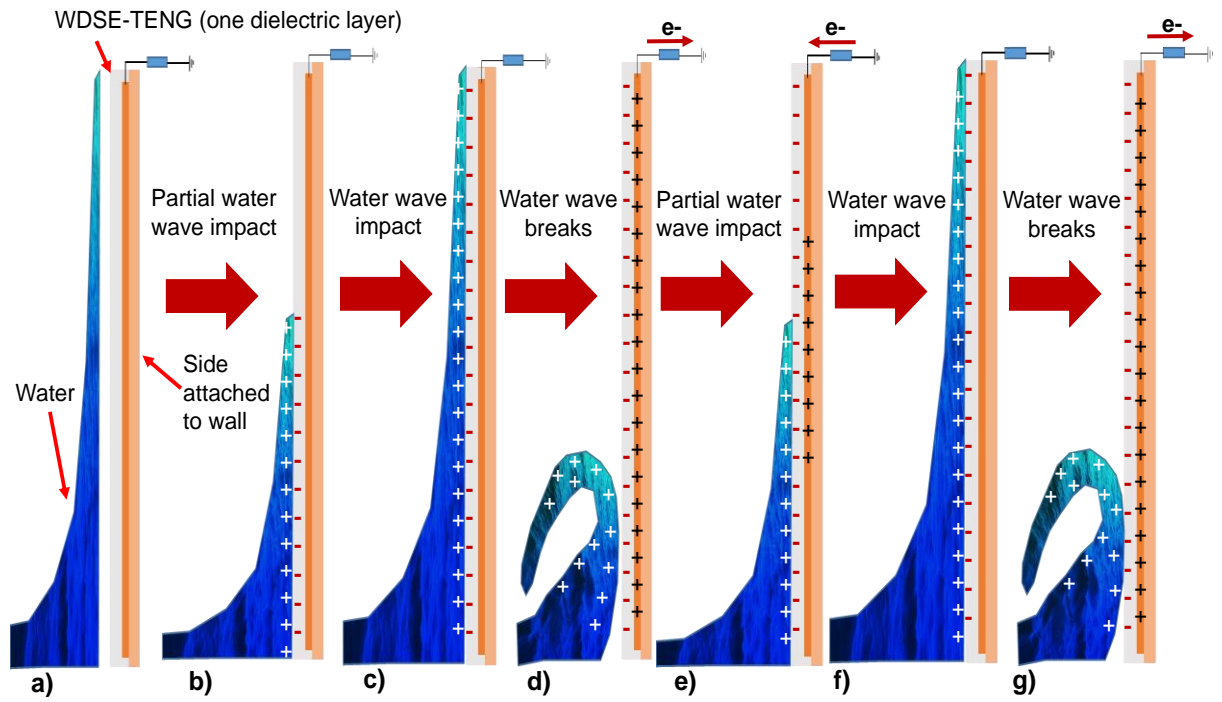 WDSE-TENG (one dielectric layer)
e-
e-
e-
Partial water
wave impact
Water wave
impact
Water wave
breaks
Partial water
wave impact
Water wave
impact
Water wave
breaks
Water
Side
attached
to wall
a)
b)
c)
d)
e)
f)
g)